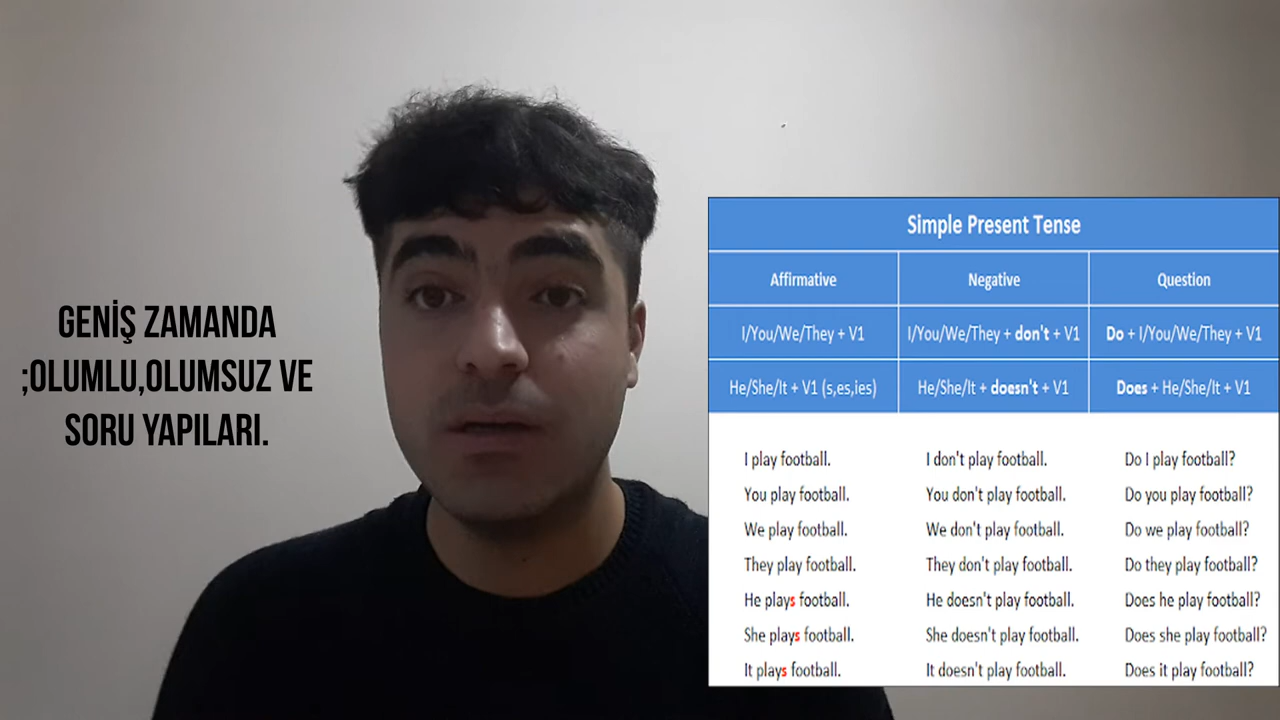 GENİŞ ZAMANDA
;OLUMLU,OLUMSUZ VE
SORU YAPILARI.
Simple Present Tense
Affirmative Negative Question
I/You/We/They + V1 I/You/We/They + don't + V1 Do + I/You/We/They + V1
He/She/It + V1 (s,es,ies) He/She/It + doesn't + V1 Does + He/She/It + V1
I play football. I don't play football. Do I play football?
You play football. You don't play football. Do you play football?
We play football. We don't play football. Do we play football?
They play football. They don't play football. Do they play football?
He plays football. He doesn't play football. Does he play football?
She plays football. She doesn't play football. Does she play football?
It plays football. It doesn't play football. Does it play football?